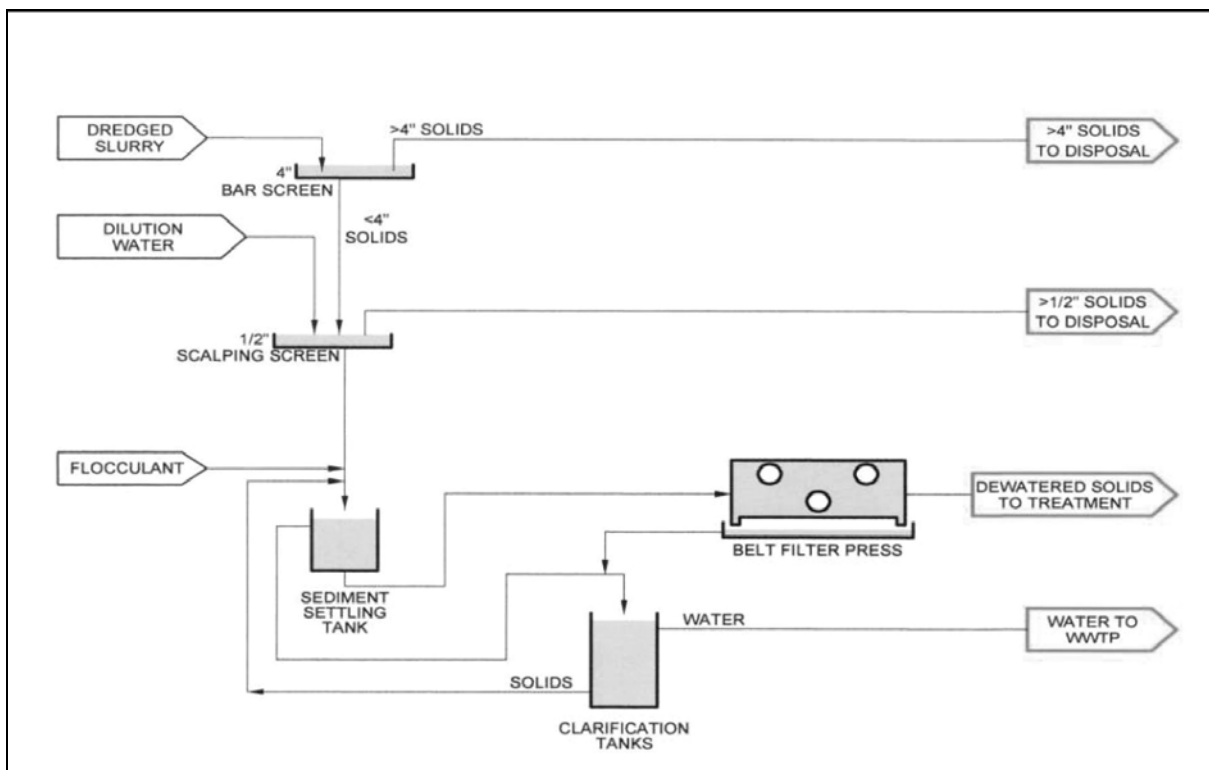 DREDGED
SLURRY
>4" SOLIDS
>4" SOLIDS
TO DISPOSAL
4"
BAR SCREEN
<4"
SOLIDS
DILUTION
WATER
>1/2" SOLIDS
TO DISPOSAL
1/2"
SCALPING SCREEN
FLOCCULANT
DEWATERED SOLIDS
TO TREATMENT
BELT FILTER PRESS
SEDIMENT
SETTLING
TANK
WATER
WATER TO
WWTP
SOLIDS
CLARIFICATION
TANKS